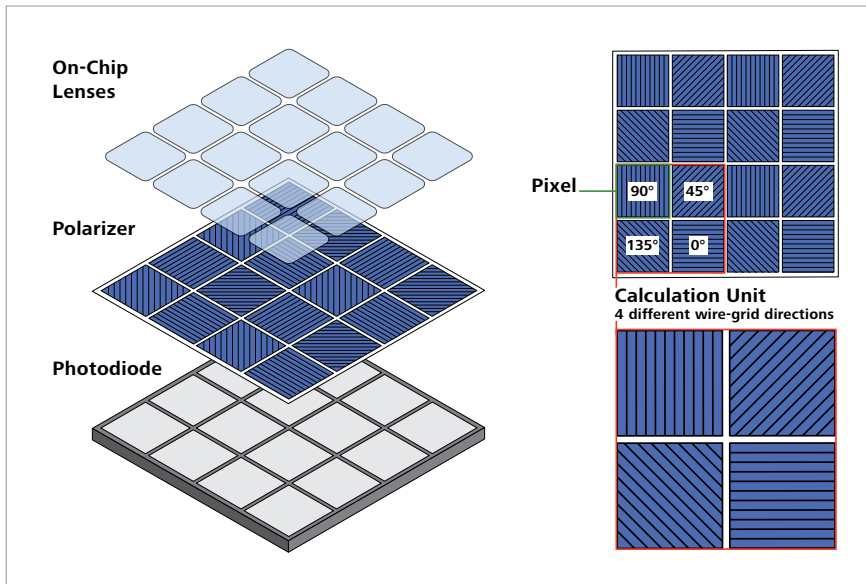 On-Chip
Lenses
Polarizer
Photodiode
Pixel
90°
45°
135°
0°
Calculation Unit
4 different wire-grid directions